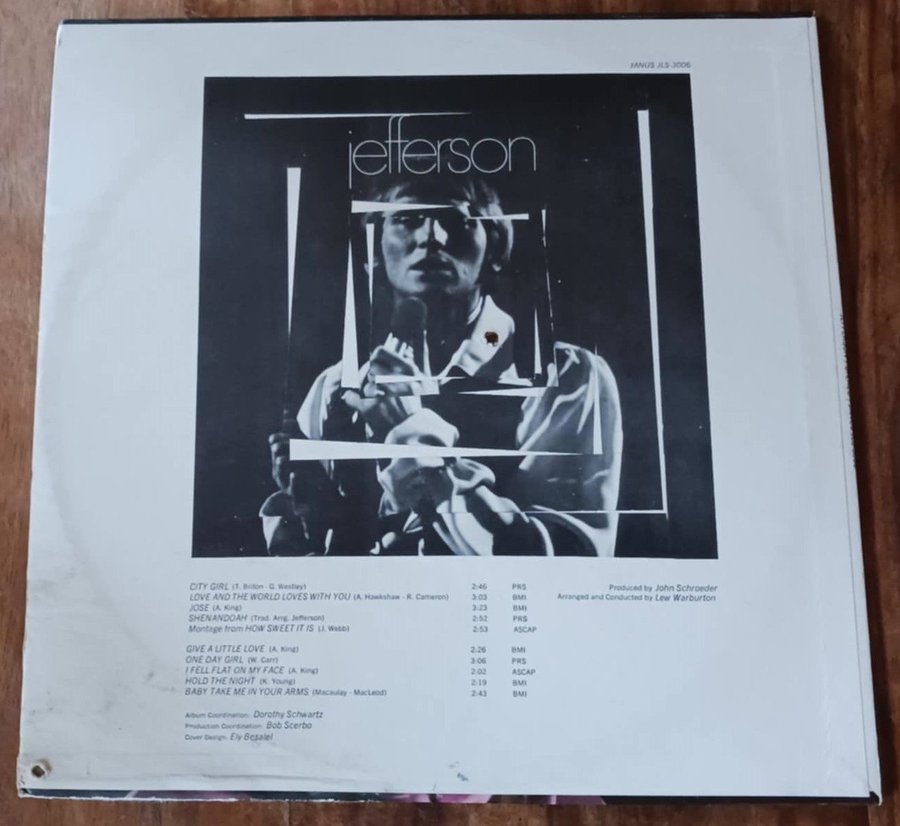 JANUS JLS-3006
jefferson
CITY GIRL (T. Britton - G. Westley) 2:46 PRS
LOVE AND THE WORLD LOVES WITH YOU (A. Hawkshaw - R. Cameron) 3:03 BMI
JOSE (A. King) 3:23 BMI
SHENANDOAH (Trad. Arrg. Jefferson) 2:52 PRS
Montage from HOW SWEET IT IS (J. Webb) 2:53 ASCAP
Produced by John Schroeder
Arranged and Conducted by Lew Warburton
GIVE A LITTLE LOVE (A. King) 2:26 BMI
ONE DAY GIRL (W. Carr) 3:06 PRS
I FELL FLAT ON MY FACE (A. King) 2:02 ASCAP
HOLD THE NIGHT (K. Young) 2:19 BMI
BABY TAKE ME IN YOUR ARMS (Macaulay - MacLeod) 2:43 BMI
Album Coordination: Dorothy Schwartz
Production Coordination: Bob Scerbo
Cover Design: Ely Besalel